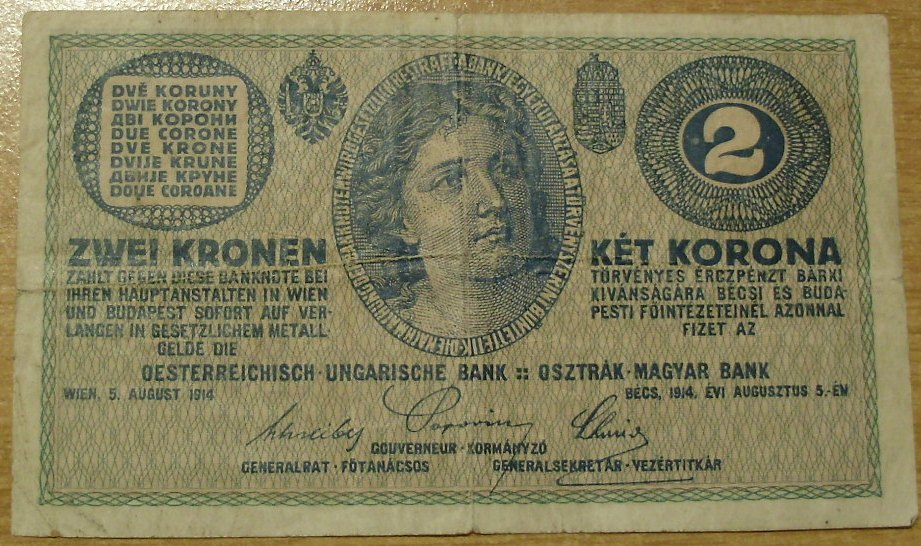 DVĚ KORUNY
DWIE KORONY
ДВІ КОРОНИ
DUE CORONE
DVE KRONE
DVIJE KRUNE
ДВИЈЕ КРУНЕ
DOUE COROANE
2
ZWEI KRONEN
ZAHLT GEGEN DIESE BANKNOTE BEI
IHREN HAUPTANSTALTEN IN WIEN
UND BUDAPEST SOFORT AUF VER-
LANGEN IN GESETZLICHEM METALL-
GELDE DIE
KÉT KORONA
TÖRVÉNYES ÉRCZPÉNZT BÁRKI
KIVÁNSÁGÁRA BÉCSI ÉS BUDA-
PESTI FŐINTÉZETEINÉL AZONNAL
FIZET AZ
OESTERREICHISCH-UNGARISCHE BANK :: OSZTRÁK-MAGYAR BANK
WIEN, 5. AUGUST 1914
BÉCS, 1914. ÉVI AUGUSZTUS 5.-ÉN
GOUVERNEUR-KORMÁNYZÓ
GENERALRAT-FŐTANÁCSOS
GENERALSEKRETÄR-VEZÉRTITKÁR